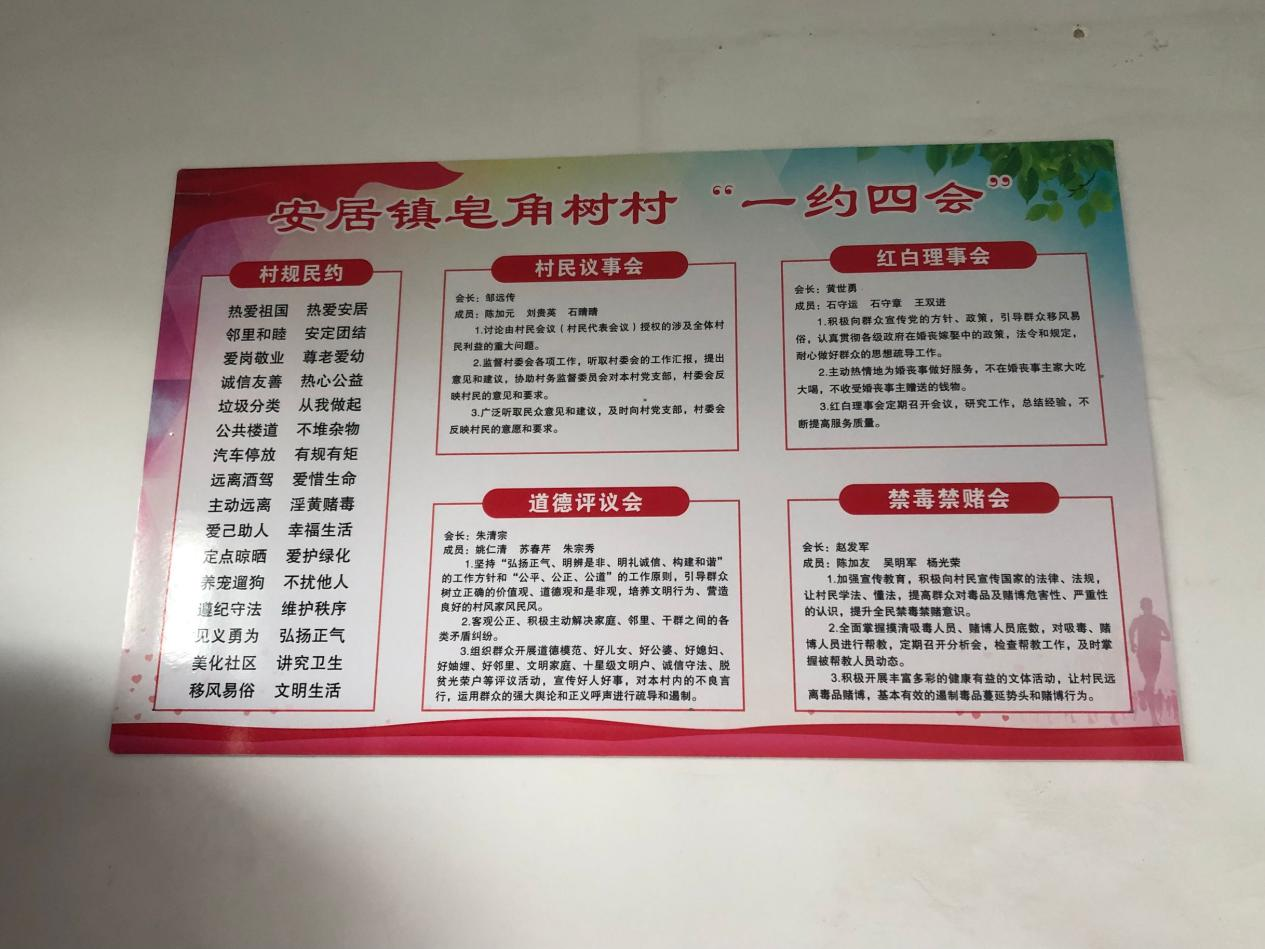 安居镇皂角树村 “一约四会”
村规民约
热爱祖国 热爱安居
邻里和睦 安定团结
爱岗敬业 尊老爱幼
诚信友善 热心公益
垃圾分类 从我做起
公共楼道 不堆杂物
汽车停放 有规有矩
远离酒驾 爱惜生命
主动远离 淫黄赌毒
爱己助人 幸福生活
定点晾晒 爱护绿化
养宠遛狗 不扰他人
遵纪守法 维护秩序
见义勇为 弘扬正气
美化社区 讲究卫生
移风易俗 文明生活
村民议事会
会长：邹远传
成员：陈加元 刘贵英 石晴晴
1.讨论由村民会议（村民代表会议）授权的涉及全体村
民利益的重大问题。
2.监督村委会各项工作，听取村委会的工作汇报，提出
意见和建议，协助村务监督委员会对本村党支部，村委会反
映村民的意见和要求。
3.广泛听取民众意见和建议，及时向村党支部，村委会
反映村民的意愿和要求。
红白理事会
会长：黄世勇
成员：石守运 石守章 王双进
1.积极向群众宣传党的方针、政策，引导群众移风易
俗，认真贯彻各级政府在婚丧嫁娶中的政策，法令和规定，
耐心做好群众的思想疏导工作。
2.主动热情地为婚丧事做好服务，不在婚丧事主家大吃
大喝，不收受婚丧事主赠送的钱物。
3.红白理事会定期召开会议，研究工作，总结经验，不
断提高服务质量。
道德评议会
会长：朱清宗
成员：姚仁清 苏春芹 朱宗秀
1.坚持“弘扬正气、明辨是非、明礼诚信、构建和谐”
的工作方针和“公平、公正、公道”的工作原则，引导群众
树立正确的价值观、道德观和是非观，培养文明行为、营造
良好的村风家风民风。
2.客观公正、积极主动解决家庭、邻里、干群之间的各
类矛盾纠纷。
3.组织群众开展道德模范、好儿女、好公婆、好媳妇、
好妯娌、好邻里、文明家庭、十星级文明户、诚信守法、脱
贫光荣户等评议活动，宣传好人好事，对本村内的不良言
行，运用群众的强大舆论和正义呼声进行疏导和遏制。
禁毒禁赌会
会长：赵发军
成员：陈加友 吴明军 杨光荣
1.加强宣传教育，积极向村民宣传国家的法律、法规，
让村民学法、懂法，提高群众对毒品及赌博危害性、严重性
的认识，提升全民禁毒禁赌意识。
2.全面掌握摸清吸毒人员、赌博人员底数，对吸毒、赌
博人员进行帮教，定期召开分析会，检查帮教工作，及时掌
握被帮教人员动态。
3.积极开展丰富多彩的健康有益的文体活动，让村民远
离毒品赌博，基本有效的遏制毒品蔓延势头和赌博行为。